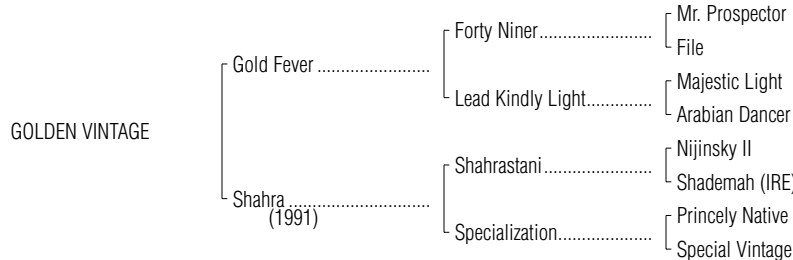 Mr. Prospector
Forty Niner
File
Gold Fever
Majestic Light
Lead Kindly Light
Arabian Dancer
GOLDEN VINTAGE
Nijinsky II
Shahrastani
Shademah (IRE)
Shahra
(1991)
Princely Native
Specialization
Special Vintage